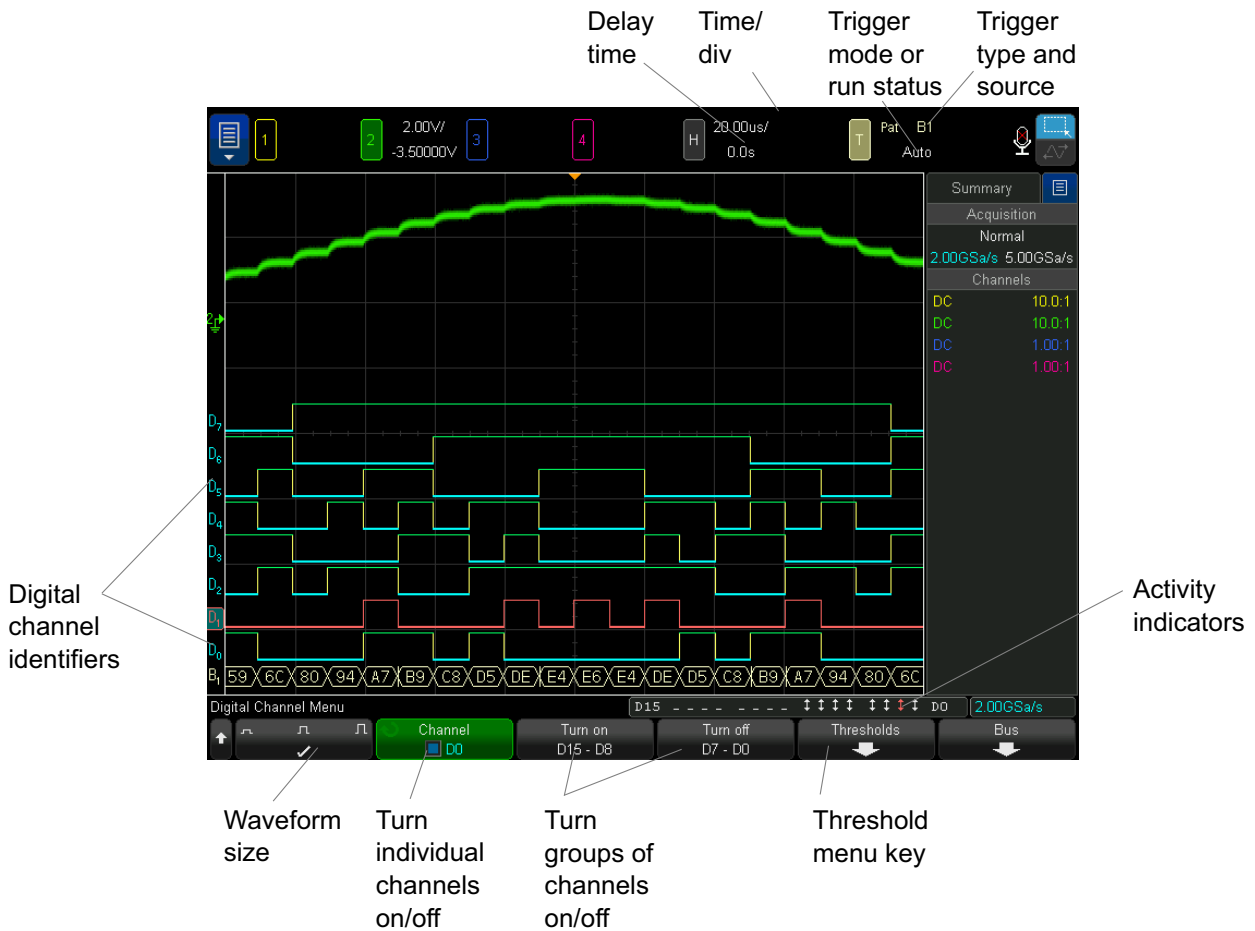 Delay time
Time/ div
Trigger mode or run status
Trigger type and source
1
2
2.00V/
-3.50000V
3
4
H
20.00us/
0.0s
T
Pat B1
Auto
Summary
Acquisition
Normal
2.00GSa/s 5.00GSa/s
Channels
DC 10.0:1
DC 10.0:1
DC 1.00:1
DC 1.00:1
2
D7
D6
D5
D4
D3
D2
D1
D0
B1 59 6C 80 94 A7 B9 C8 D5 DE E4 E6 E4 DE D5 C8 B9 A7 94 80 6C
Digital channel identifiers
Activity indicators
Digital Channel Menu
D15 _ _ _ _ _ _ _ _ ↕ ↕ ↕ ↕ ↕ ↕ ↕ ↕ D0
2.00GSa/s
Channel
D0
Turn on
D15 - D8
Turn off
D7 - D0
Thresholds
Bus
Waveform size
Turn individual channels on/off
Turn groups of channels on/off
Threshold menu key